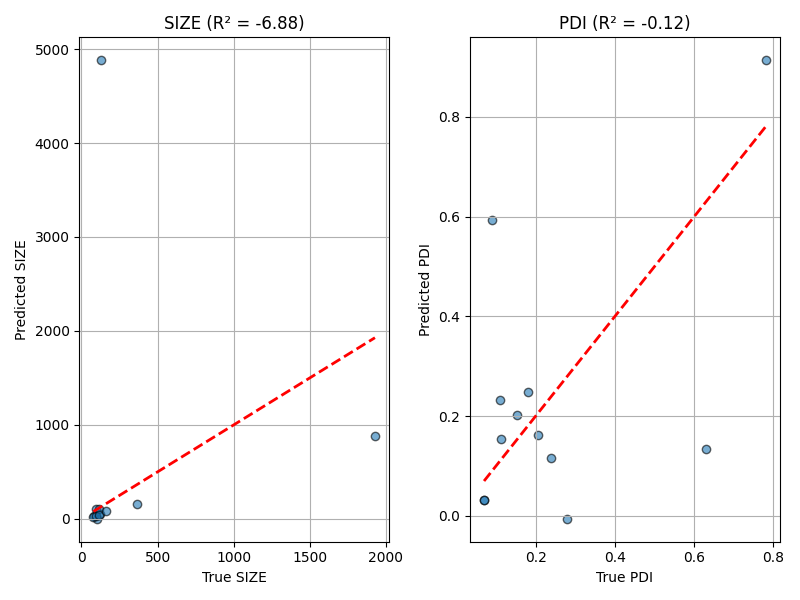 SIZE (R² = -6.88)
5000
4000
3000
2000
1000
0
Predicted SIZE
0 500 1000 1500 2000
True SIZE
PDI (R² = -0.12)
0.8
0.6
0.4
0.2
0.0
Predicted PDI
0.2 0.4 0.6 0.8
True PDI